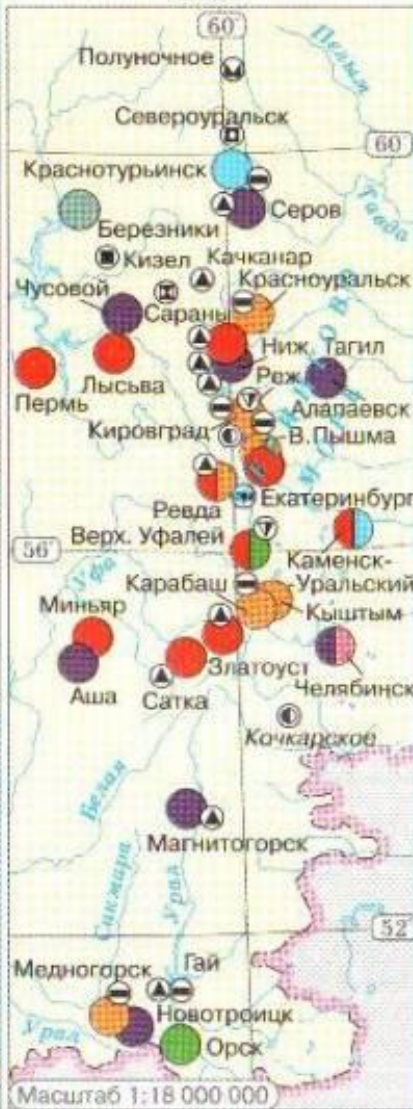 60°
Полуночное
Пелым
Североуральск
60
Краснотурьинск
Тавда
Серов
Березники
Качканар
Кизел
Красноуральск
Чусовой
Сараны
Ниж. Тагил
Реж
Лысьва
Алапаевск
Пермь
Кировград
В. Пышма
Ревда
Екатеринбург
Верх. Уфалей
56°
Каменск-
Уральский
Уфа
Карабаш
Миньяр
Кыштым
Златоуст
Челябинск
Аша
Сатка
Кочкарское
Белая
Магнитогорск
Сакмара
Урал
52°
Медногорск
Гай
Новотроицк
Урал
Орск
Масштаб 1:18 000 000